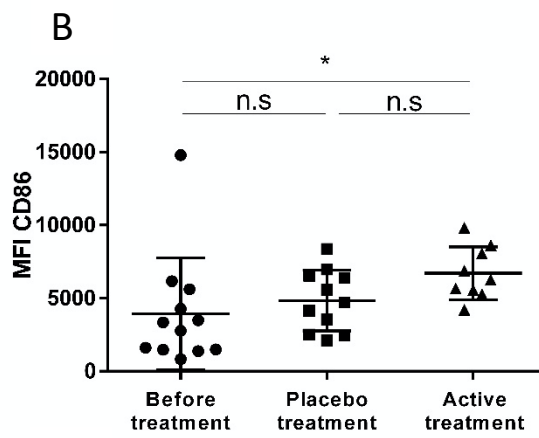 B
*
n.s n.s
20000
15000
10000
5000
0
MFI CD86
Before treatment
Placebo treatment
Active treatment